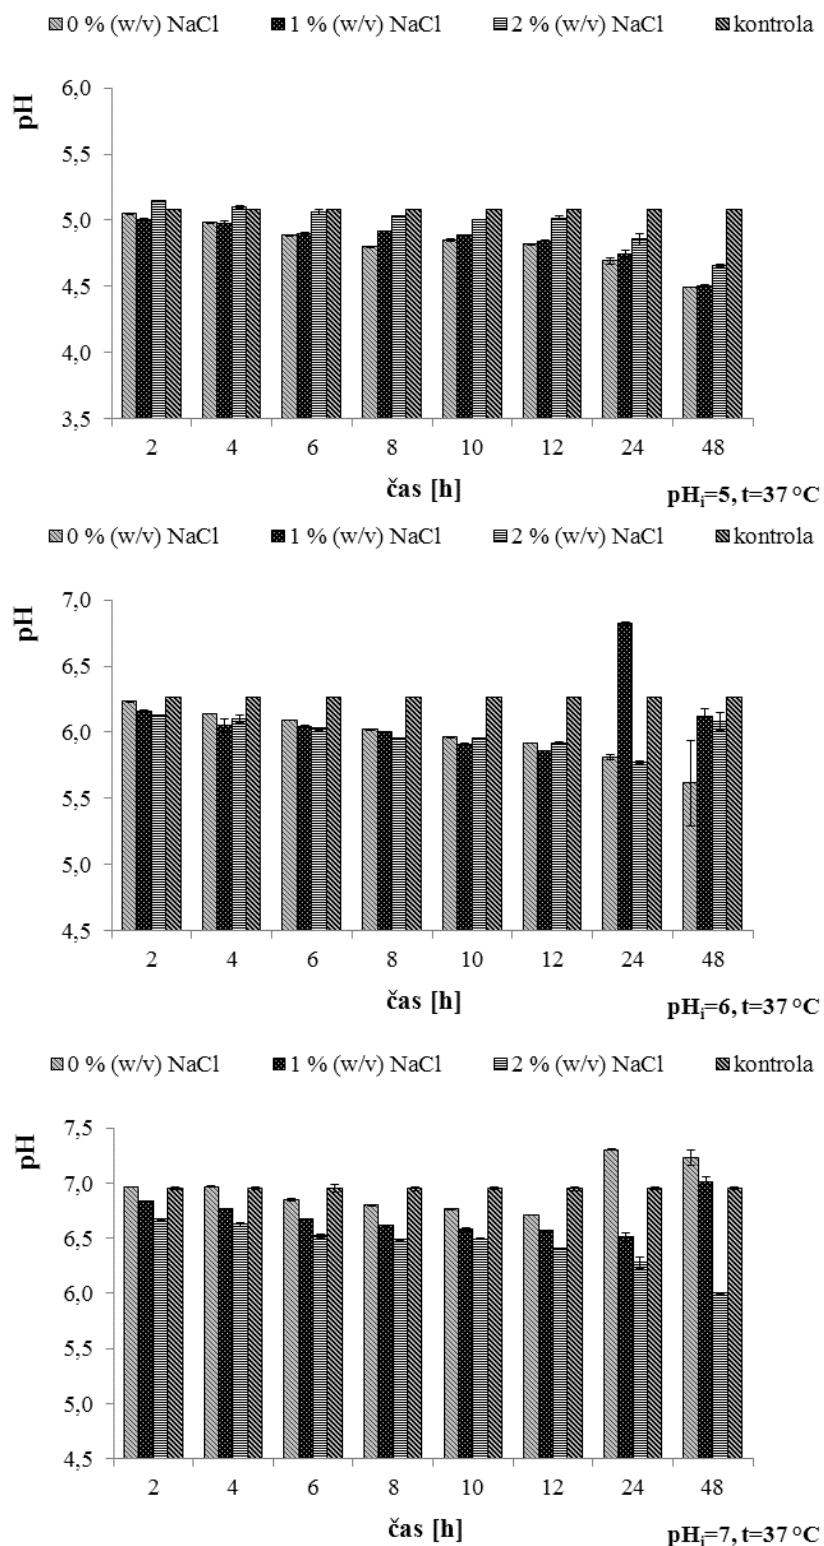 0 % (w/v) NaCl 1 % (w/v) NaCl 2 % (w/v) NaCl kontrola
pH
6,0
5,5
5,0
4,5
4,0
3,5
2 4 6 8 10 12 24 48
čas [h]
pHi=5, t=37 °C
0 % (w/v) NaCl 1 % (w/v) NaCl 2 % (w/v) NaCl kontrola
pH
7,0
6,5
6,0
5,5
5,0
4,5
2 4 6 8 10 12 24 48
čas [h]
pHi=6, t=37 °C
0 % (w/v) NaCl 1 % (w/v) NaCl 2 % (w/v) NaCl kontrola
pH
7,5
7,0
6,5
6,0
5,5
5,0
4,5
2 4 6 8 10 12 24 48
čas [h]
pHi=7, t=37 °C